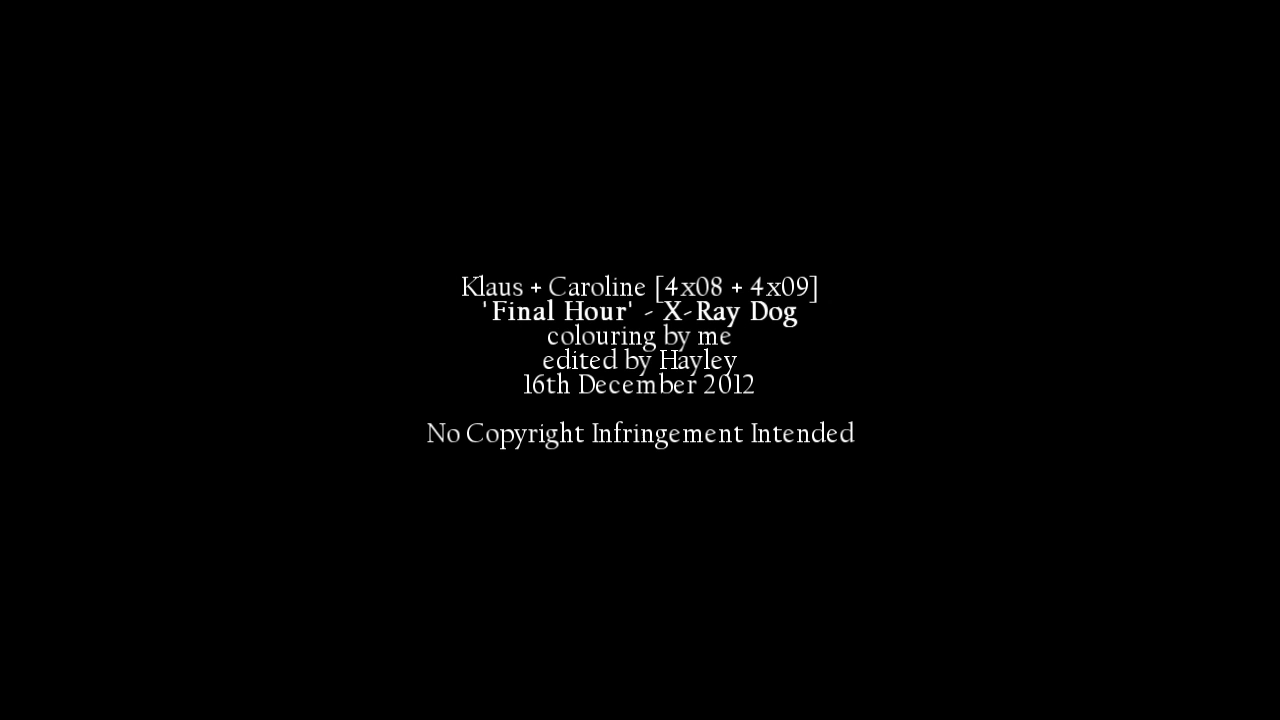 Klaus + Caroline [4x08 + 4x09]
'Final Hour' - X-Ray Dog
colouring by me
edited by Hayley
16th December 2012
No Copyright Infringement Intended